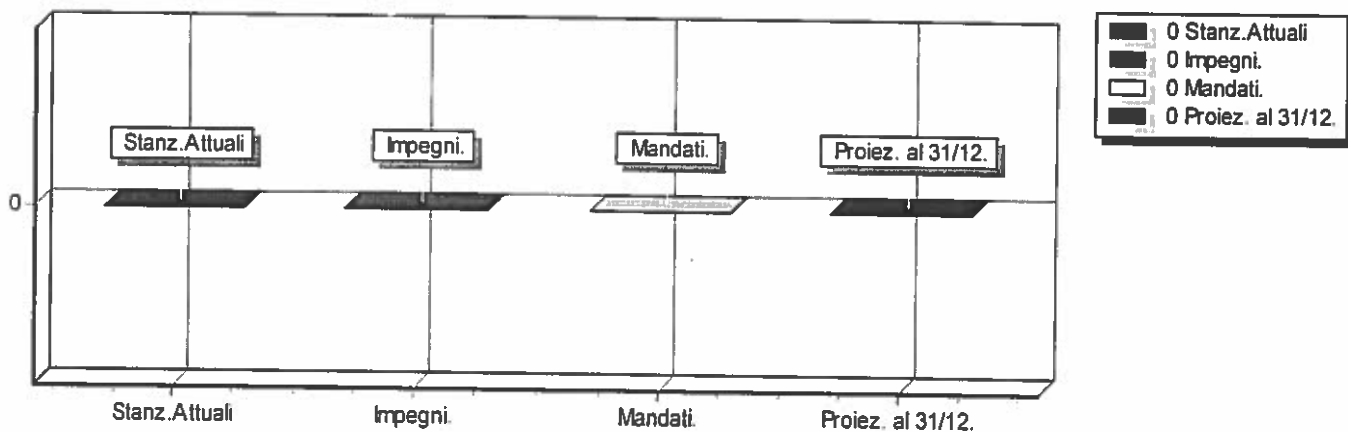 0 Stanz.Attuali
0 Impegni.
0 Mandati.
0 Proiez. al 31/12.
Stanz.Attuali
Impegni.
Mandati.
Proiez. al 31/12.
0
Stanz.Attuali
Impegni.
Mandati.
Proiez. al 31/12.